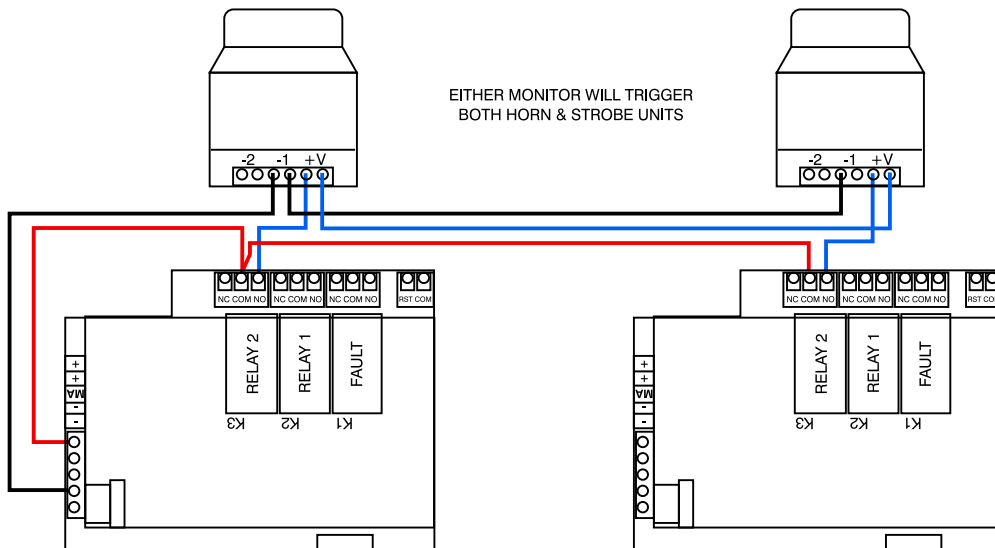 EITHER MONITOR WILL TRIGGER
BOTH HORN & STROBE UNITS
-2 -1 +V
-2 -1 +V
NC COM NO NC COM NO NC COM NO RST COM
RELAY 2
RELAY 1
FAULT
K3
K2
K1
+
+
MA
-
-
NC COM NO NC COM NO NC COM NO RST COM
RELAY 2
RELAY 1
FAULT
K3
K2
K1
+
+
MA
-
-